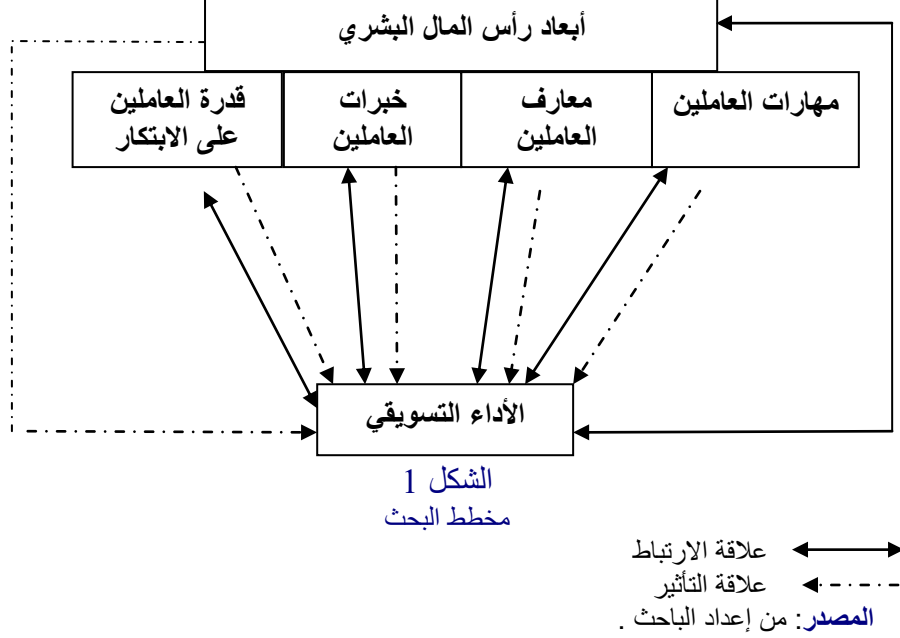 أبعاد رأس المال البشري
مهارات العاملين
معارف
العاملين
خبرات
العاملين
قدرة العاملين
على الابتكار
الأداء التسويقي
الشكل 1
مخطط البحث
علاقة الارتباط
علاقة التأثير
المصدر: من إعداد الباحث .